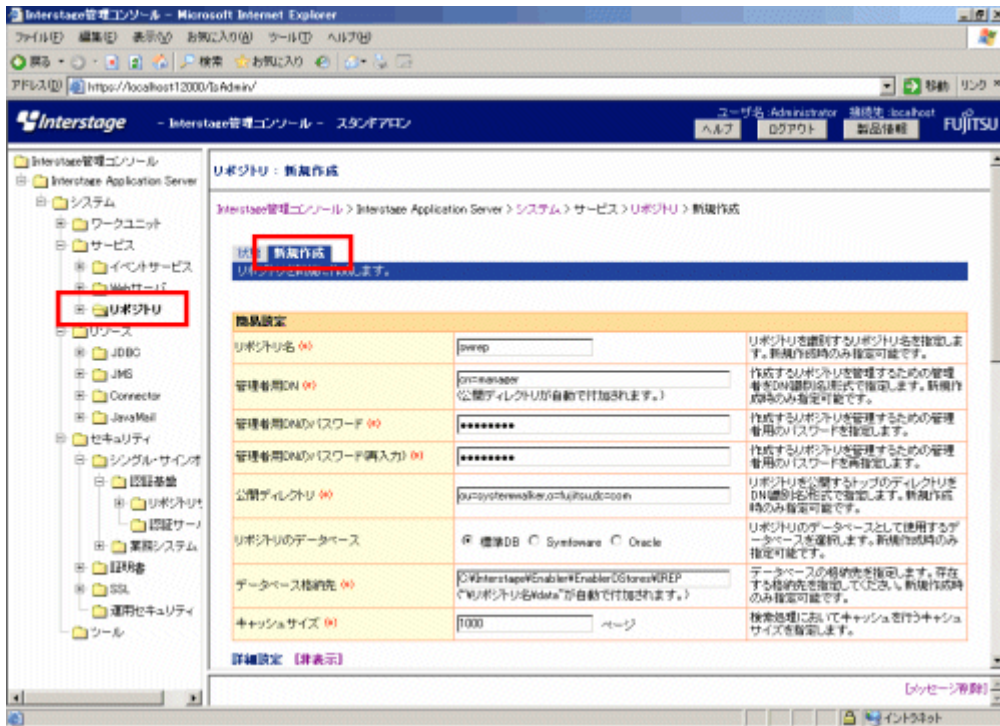 Interstage管理コンソール - Microsoft Internet Explorer
ファイル(F) 編集(E) 表示(V) お気に入り(A) ツール(T) ヘルプ(H)
戻る 検索 お気に入り
アドレス(D) https://localhost:12000/IsAdmin/ 移動 リンク
Interstage - Interstage管理コンソール - スタンドアロン
ユーザ名:Administrator 接続先:localhost
ヘルプ ログアウト 製品情報 FUJITSU
Interstage管理コンソール
Interstage Application Server
システム
ワークユニット
サービス
イベントサービス
Webサーバ
リポジトリ
リソース
JDBC
JMS
Connector
JavaMail
セキュリティ
シングル・サインオ
認証基盤
リポジトリサ
認証サーバ
業務システム
証明書
SSL
運用セキュリティ
ツール
リポジトリ : 新規作成
Interstage管理コンソール > Interstage Application Server > システム > サービス > リポジトリ > 新規作成
状態 新規作成
リポジトリを新規に作成します。
簡易設定
リポジトリ名 (*)
swrep
リポジトリを識別するリポジトリ名を指定します。新規作成時のみ指定可能です。
管理者用DN (*)
cn=manager
(公開ディレクトリが自動で付加されます。)
作成するリポジトリを管理するための管理者をDN(識別名)形式で指定します。新規作成時のみ指定可能です。
管理者用DNのパスワード (*)
●●●●●●●●
作成するリポジトリを管理するための管理者用のパスワードを指定します。
管理者用DNのパスワード(再入力) (*)
●●●●●●●●
作成するリポジトリを管理するための管理者用のパスワードを再指定します。
公開ディレクトリ (*)
ou=systemwalker,o=fujitsu,dc=com
リポジトリを公開するトップのディレクトリをDN(識別名)形式で指定します。新規作成時のみ指定可能です。
リポジトリのデータベース
標準DB Symfoware Oracle
リポジトリのデータベースとして使用するデータベースを選択します。新規作成時のみ指定可能です。
データベース格納先 (*)
C:¥Interstage¥Enabler¥EnablerDStores¥IREP
("¥リポジトリ名¥data"が自動で付加されます。)
データベースの格納先を指定します。存在する格納先を指定してください。新規作成時のみ指定可能です。
キャッシュサイズ (*)
1000 ページ
検索処理においてキャッシュを行うキャッシュサイズを指定します。
詳細設定 [非表示]
[メッセージ削除]
イントラネット